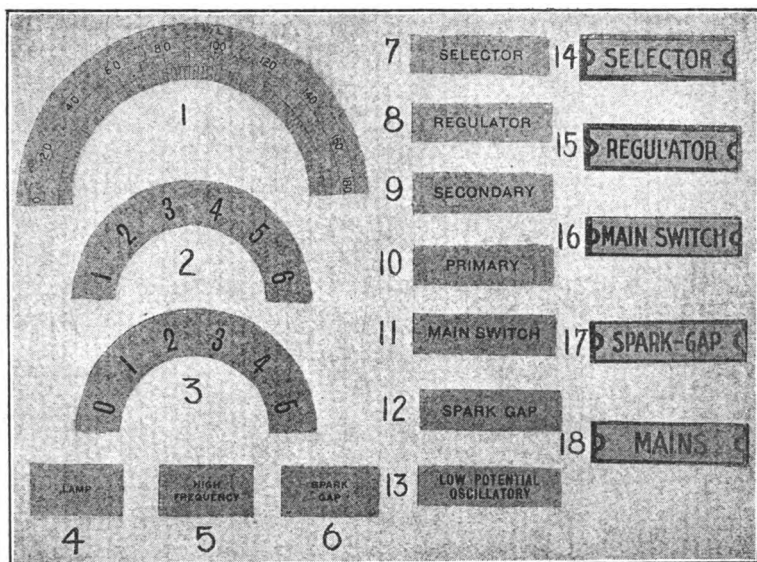 0 20 40 60 80 100 120 140 160 180
1
1 2 3 4 5 6
2
0 1 2 3 4 5
3
LAMP
4
HIGH
FREQUENCY
5
SPARK
GAP
6
7 SELECTOR
8 REGULATOR
9 SECONDARY
10 PRIMARY
11 MAIN SWITCH
12 SPARK GAP
13 LOW POTENTIAL
OSCILLATORY
14 SELECTOR
15 REGULATOR
16 MAIN SWITCH
17 SPARK-GAP
18 MAINS